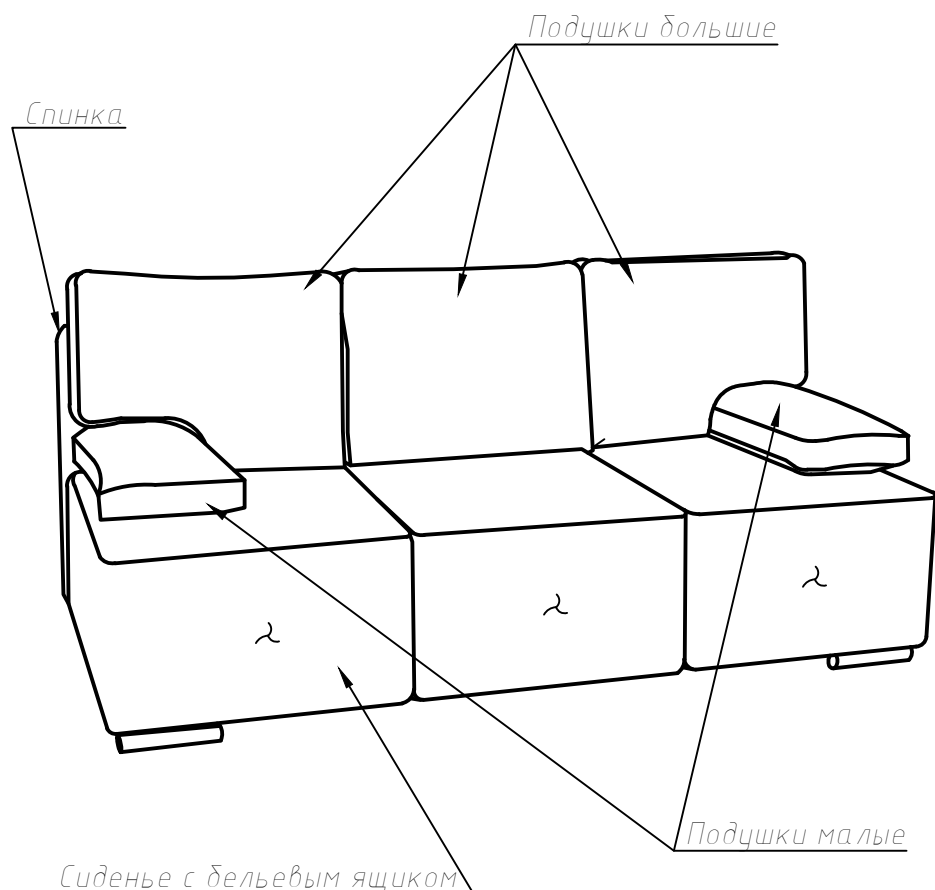 Подушки большие
Спинка
Подушки малые
Сиденье с бельевым ящиком